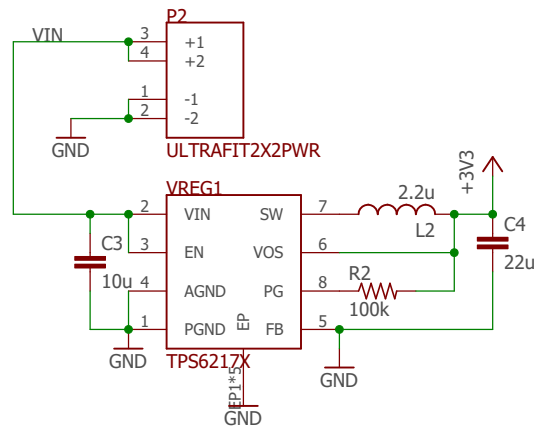 P2
VIN
3
+1
4
+2
1
-1
2
-2
GND
ULTRAFIT2X2PWR
VREG1
+3V3
2.2u
2
VIN
SW
7
L2
C4
C3
3
EN
VOS
6
22u
10u
R2
4
AGND
PG
8
100k
1
PGND
EP
FB
5
GND
TPS6217X
GND
EP1*5
GND